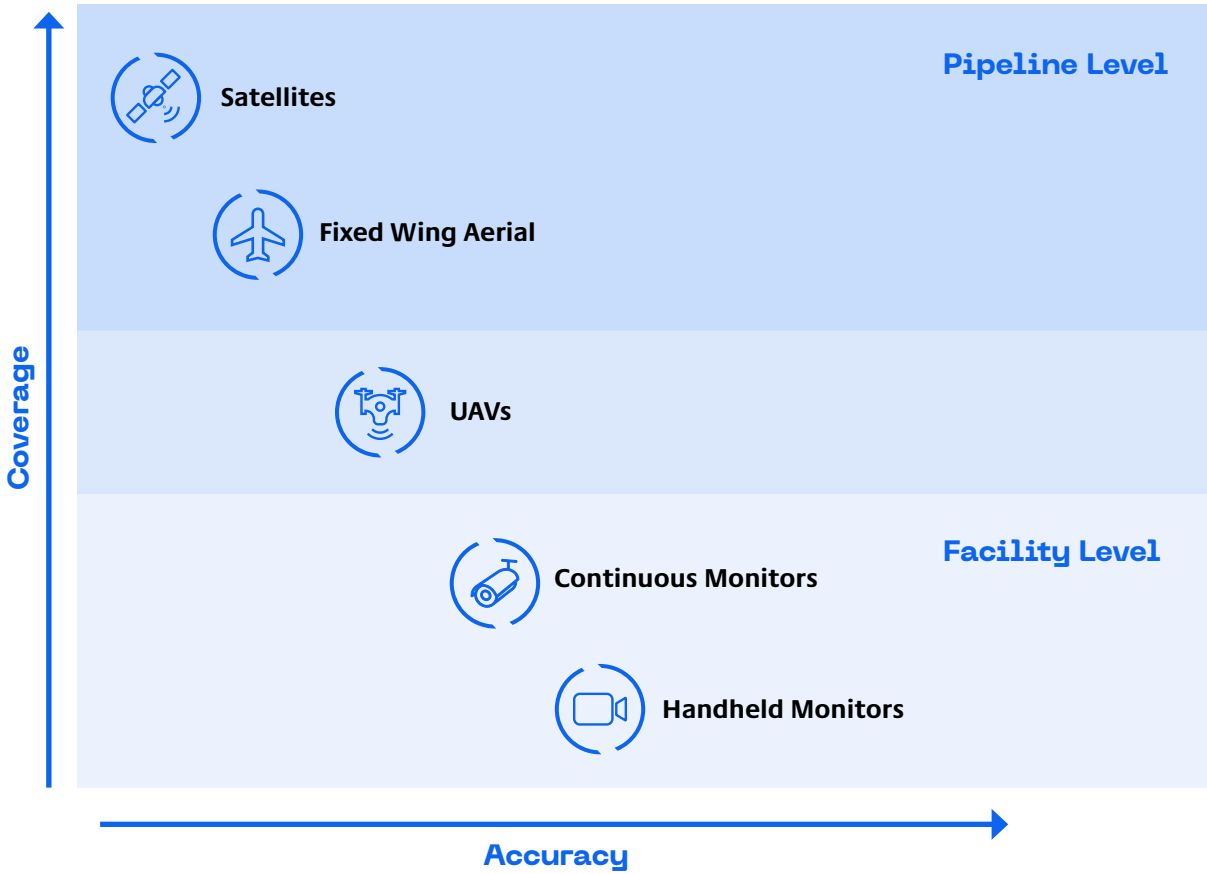 Pipeline Level
Satellites
Fixed Wing Aerial
Coverage
UAVs
Facility Level
Continuous Monitors
Handheld Monitors
Accuracy